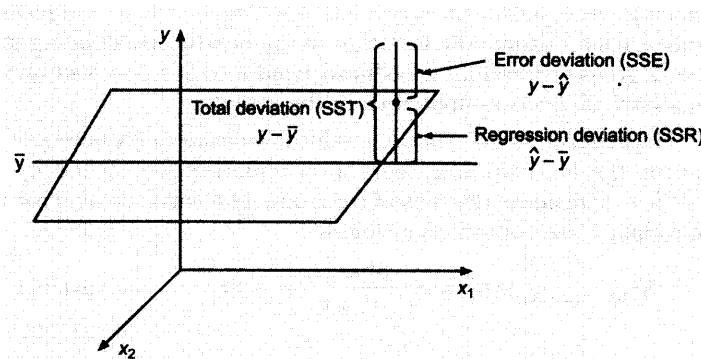 y
Error deviation (SSE)
y – ŷ
Total deviation (SST)
y – ȳ
Regression deviation (SSR)
ŷ – ȳ
ȳ
x₁
x₂